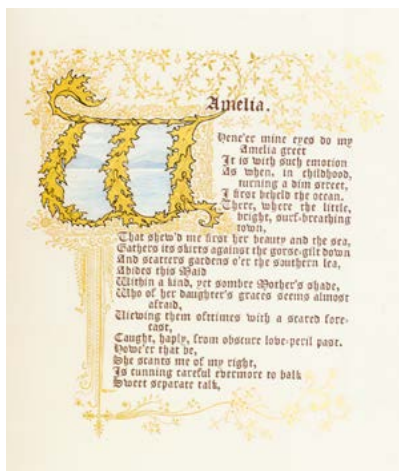 Amelia.
Whene'er mine eyes do my
Amelia greet
It is with such emotion
As when, in childhood,
turning a dim street,
I first beheld the ocean.
There, where the little,
bright, surf-breathing
town,
That shew'd me first her beauty and the sea,
Gathers its skirts against the gorse-gilt down
And scatters gardens o'er the southern lea,
Abides this Maid
Within a kind, yet sombre Mother's shade,
Who of her daughter's graces seems almost
afraid,
Viewing them ofttimes with a scared fore-
cast,
Caught, haply, from obscure love-peril past.
Howe'er that be,
She scants me of my right,
Is cunning careful evermore to balk
Sweet separate talk,